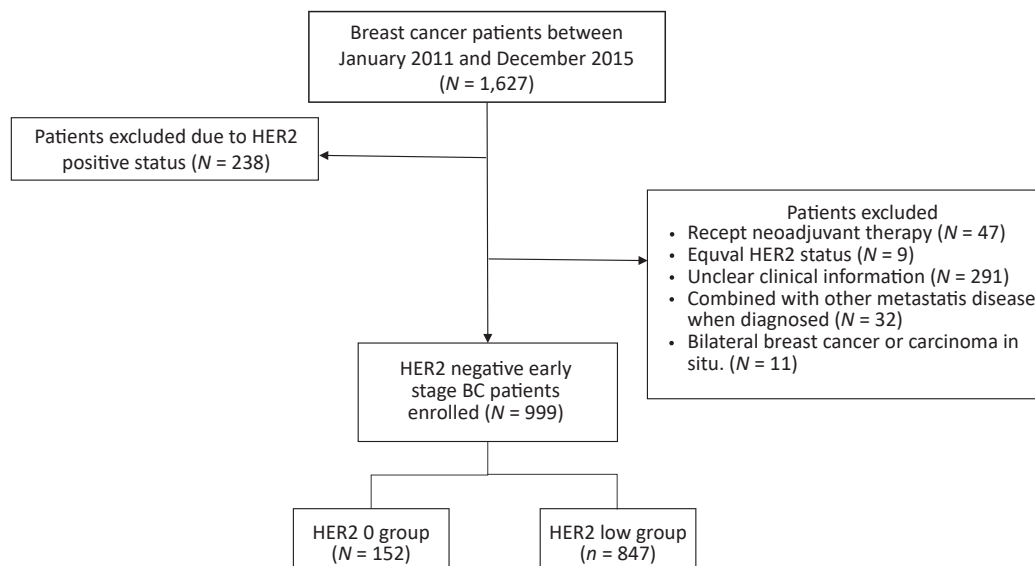 Breast cancer patients between
January 2011 and December 2015
(N = 1,627)
Patients excluded due to HER2
positive status (N = 238)
Patients excluded
• Recept neoadjuvant therapy (N = 47)
• Equval HER2 status (N = 9)
• Unclear clinical information (N = 291)
• Combined with other metastatis disease
when diagnosed (N = 32)
• Bilateral breast cancer or carcinoma in
situ. (N = 11)
HER2 negative early
stage BC patients
enrolled (N = 999)
HER2 0 group
(N = 152)
HER2 low group
(n = 847)